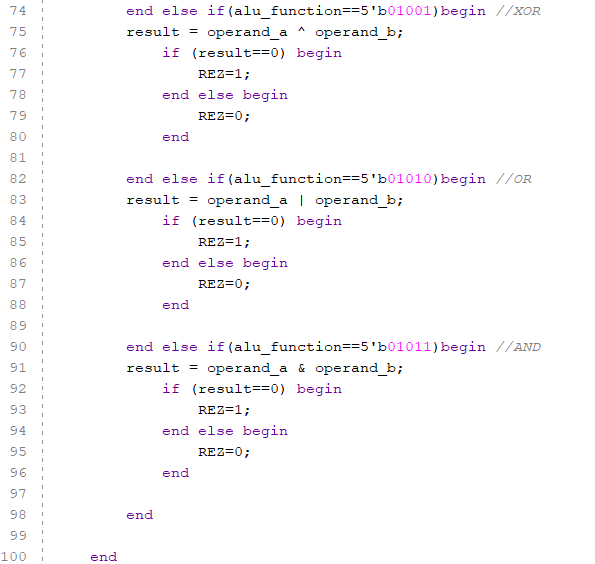 74 end else if(alu_function==5'b01001)begin //XOR
75 result = operand_a ^ operand_b;
76 if (result==0) begin
77 REZ=1;
78 end else begin
79 REZ=0;
80 end
81
82 end else if(alu_function==5'b01010)begin //OR
83 result = operand_a | operand_b;
84 if (result==0) begin
85 REZ=1;
86 end else begin
87 REZ=0;
88 end
89
90 end else if(alu_function==5'b01011)begin //AND
91 result = operand_a & operand_b;
92 if (result==0) begin
93 REZ=1;
94 end else begin
95 REZ=0;
96 end
97
98 end
99
100 end